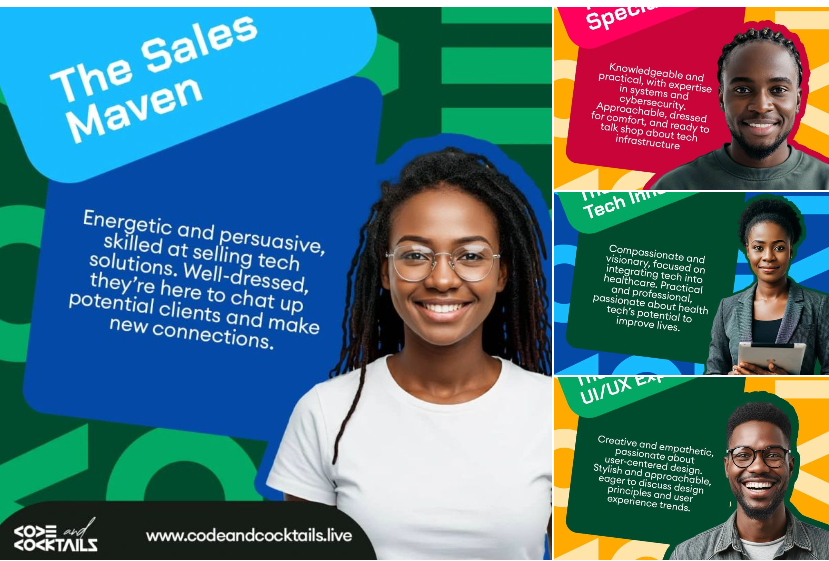 The Sales
Maven
Energetic and persuasive,
skilled at selling tech
solutions. Well-dressed,
they're here to chat up
potential clients and make
new connections.
CODE and
COCKTAILS
www.codeandcocktails.live
Knowledgeable and
practical, with expertise
in systems and
cybersecurity.
Approachable, dressed
for comfort, and ready to
talk shop about tech
infrastructure
Tech
Compassionate and
visionary, focused on
integrating tech into
healthcare. Practical
and professional,
passionate about health
tech's potential to
improve lives.
UI/UX
Creative and empathetic,
passionate about
user-centered design.
Stylish and approachable,
eager to discuss design
principles and user
experience trends.